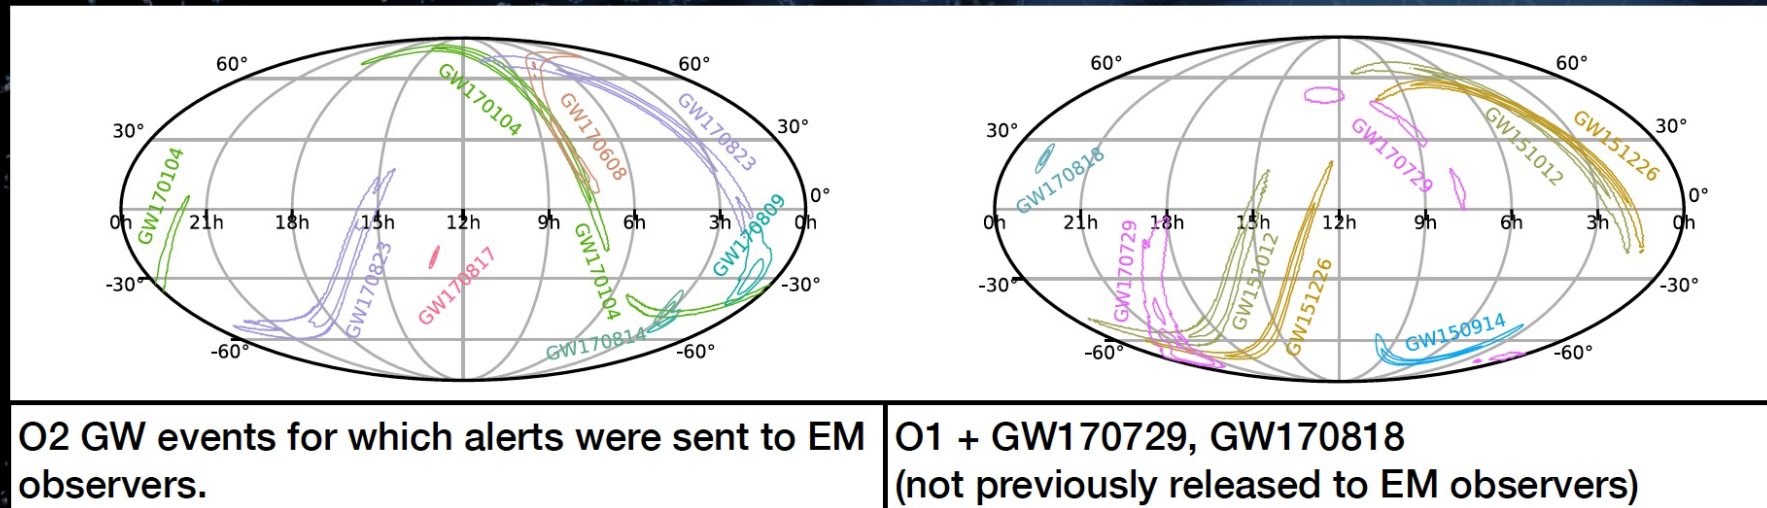 60° 60°
30° 30°
0°
0h 21h 18h 15h 12h 9h 6h 3h 0h
-30° -30°
-60° -60°
GW170104
GW170104
GW170608
GW170823
GW170823
GW170817
GW170104
GW170809
GW170814
60° 60°
30° 30°
0°
0h 21h 18h 15h 12h 9h 6h 3h 0h
-30° -30°
-60° -60°
GW170818
GW170729
GW151012
GW151226
GW170729
GW151012
GW151226
GW150914
O2 GW events for which alerts were sent to EM
observers.
O1 + GW170729, GW170818
(not previously released to EM observers)